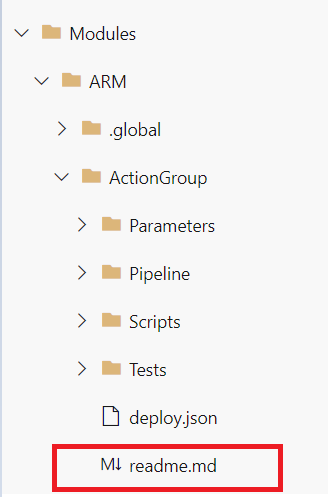 Modules
ARM
.global
ActionGroup
Parameters
Pipeline
Scripts
Tests
deploy.json
M↓ readme.md